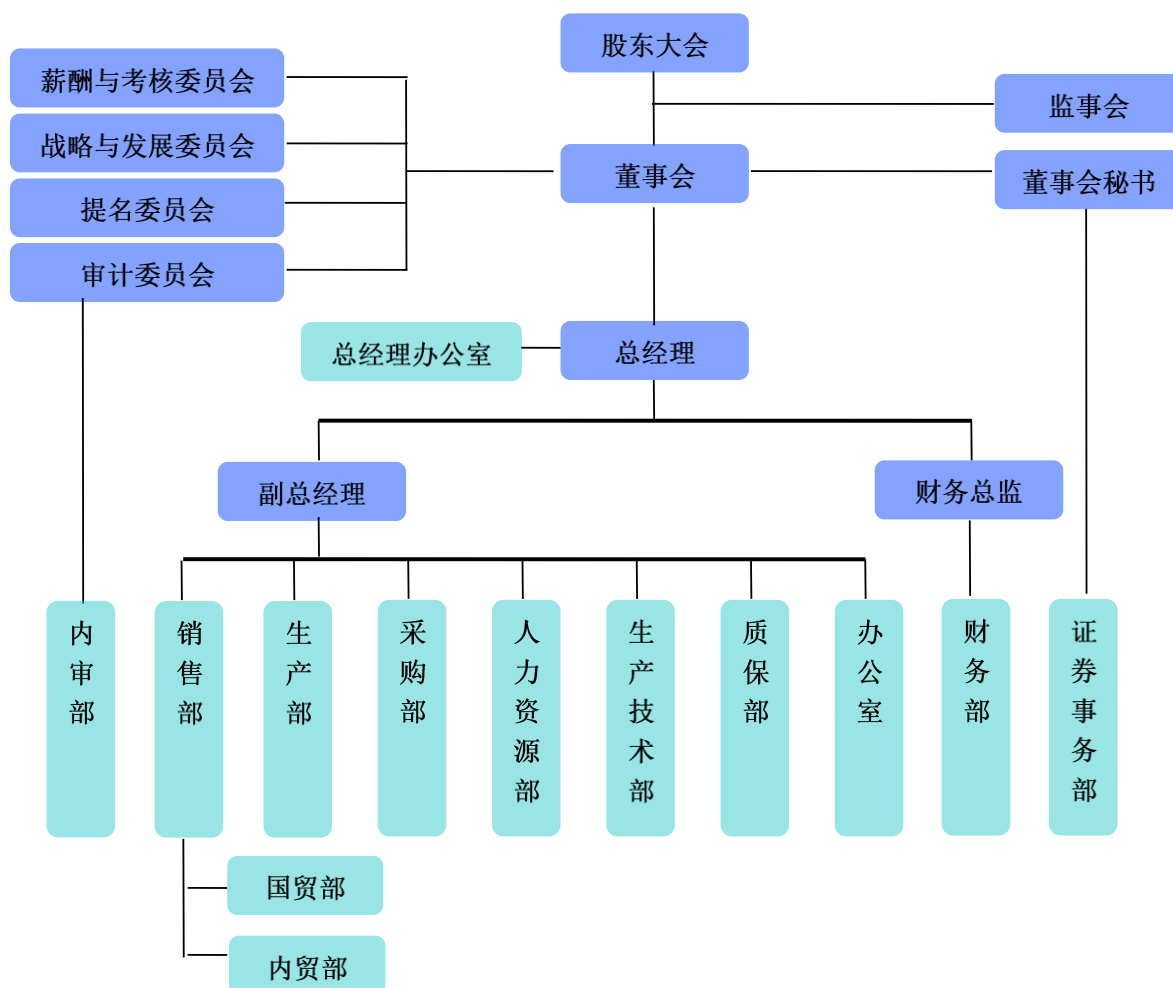 股东大会
薪酬与考核委员会
监事会
战略与发展委员会
董事会
董事会秘书
提名委员会
审计委员会
总经理办公室
总经理
副总经理
财务总监
内审部
销售部
生产部
采购部
人力资源部
生产技术部
质保部
办公室
财务部
证券事务部
国贸部
内贸部